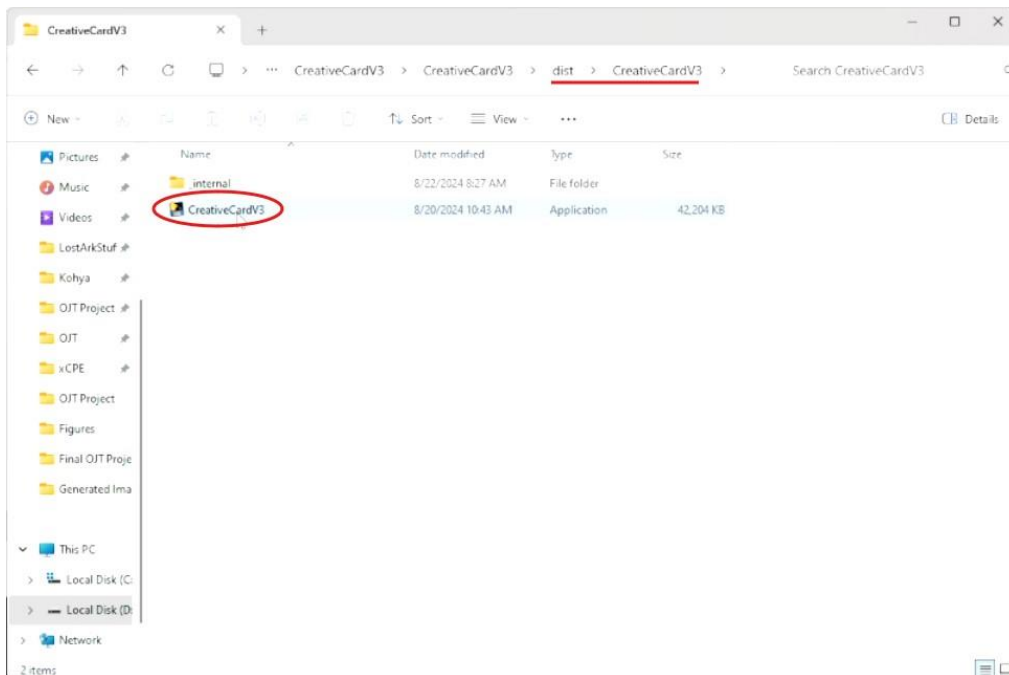 CreativeCardV3
CreativeCardV3 > CreativeCardV3 > dist > CreativeCardV3 > Search CreativeCardV3
New Sort View ... Details
Name Date modified Type Size
Pictures
Music
Videos
LostArkStuf
Kohya
OJT Project
OJT
xCPE
OJT Project
Figures
Final OJT Proje
Generated Ima
This PC
Local Disk (C:
Local Disk (D:
Network
_internal 8/22/2024 8:27 AM File folder
CreativeCardV3 8/20/2024 10:43 AM Application 42,204 KB
2 items